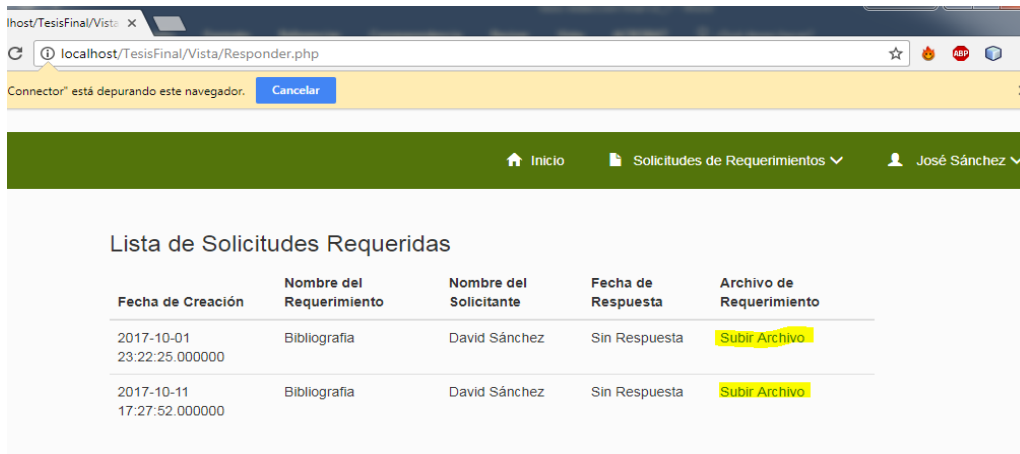 lhost/TesisFinal/Vista
localhost/TesisFinal/Vista/Responder.php
ABP
Connector" está depurando este navegador. Cancelar
Inicio Solicitudes de Requerimientos José Sánchez
Lista de Solicitudes Requeridas
Nombre del Nombre del Fecha de Archivo de
Fecha de Creación Requerimiento Solicitante Respuesta Requerimiento
2017-10-01 Bibliografia David Sánchez Sin Respuesta Subir Archivo
23:22:25.000000
2017-10-11 Bibliografia David Sánchez Sin Respuesta Subir Archivo
17:27:52.000000